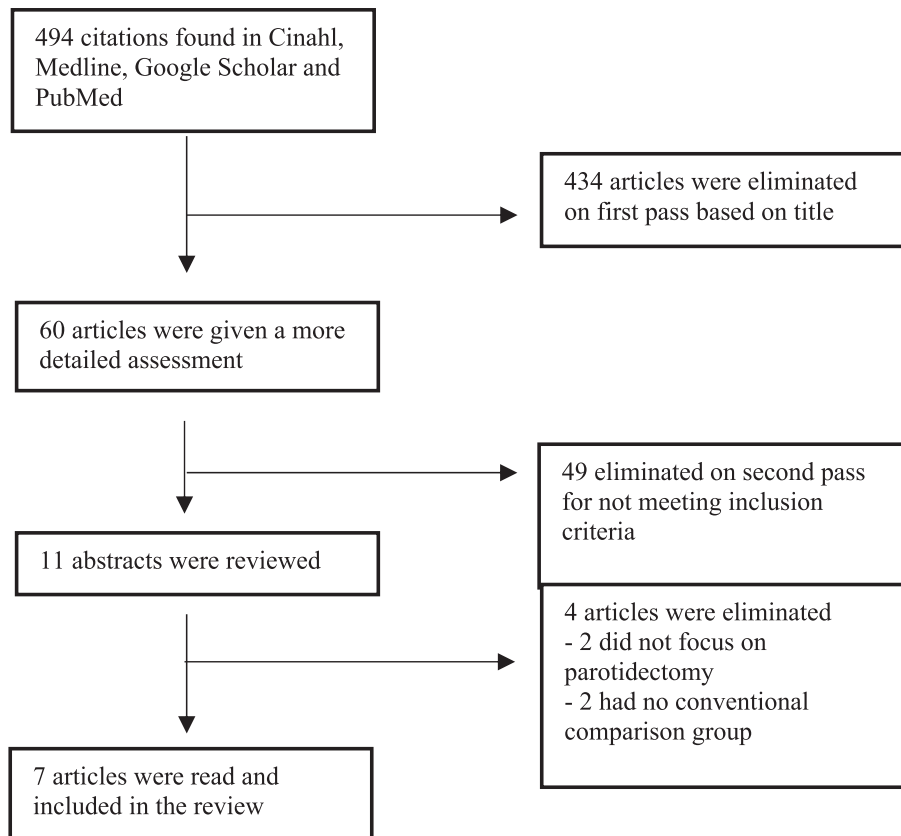 494 citations found in Cinahl,
Medline, Google Scholar and
PubMed
434 articles were eliminated
on first pass based on title
60 articles were given a more
detailed assessment
49 eliminated on second pass
for not meeting inclusion
criteria
11 abstracts were reviewed
4 articles were eliminated
- 2 did not focus on
parotidectomy
- 2 had no conventional
comparison group
7 articles were read and
included in the review